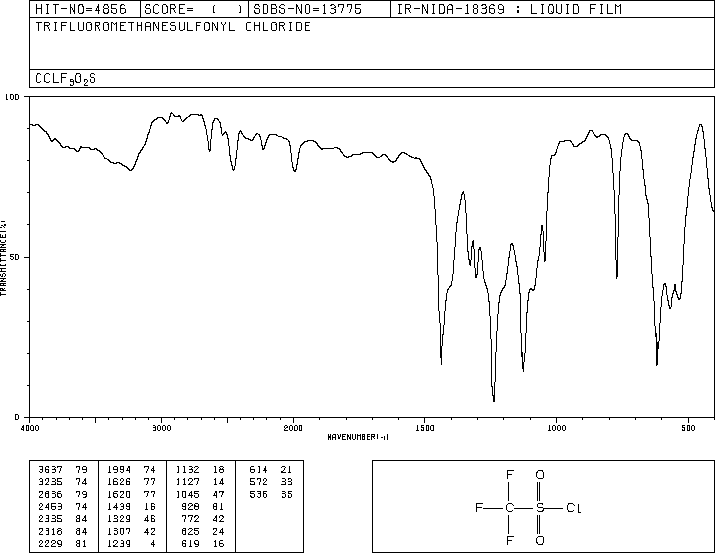 HIT-NO=4856 SCORE= ( ) SDBS-NO=13775 IR-NIDA-18369 : LIQUID FILM
TRIFLUOROMETHANESULFONYL CHLORIDE
CCLF3O2S
100
50
0
TRANSMITTANCE(%)
4000 3000 2000 1500 1000 500
WAVENUMBER(-1)
3637 79 1994 74 1132 18 614 21
3235 74 1626 77 1127 14 572 33
2636 79 1620 77 1045 47 536 35
2453 74 1439 16 928 81
2335 84 1329 46 772 42
2318 84 1307 42 625 24
2229 81 1239 4 619 16
F O
F C S Cl
F O